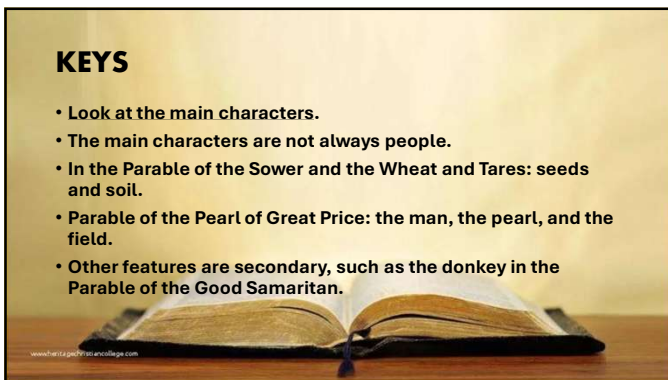 KEYS
• Look at the main characters.
• The main characters are not always people.
• In the Parable of the Sower and the Wheat and Tares: seeds
and soil.
• Parable of the Pearl of Great Price: the man, the pearl, and the
field.
• Other features are secondary, such as the donkey in the
Parable of the Good Samaritan.
www.heritagechristiancollege.com